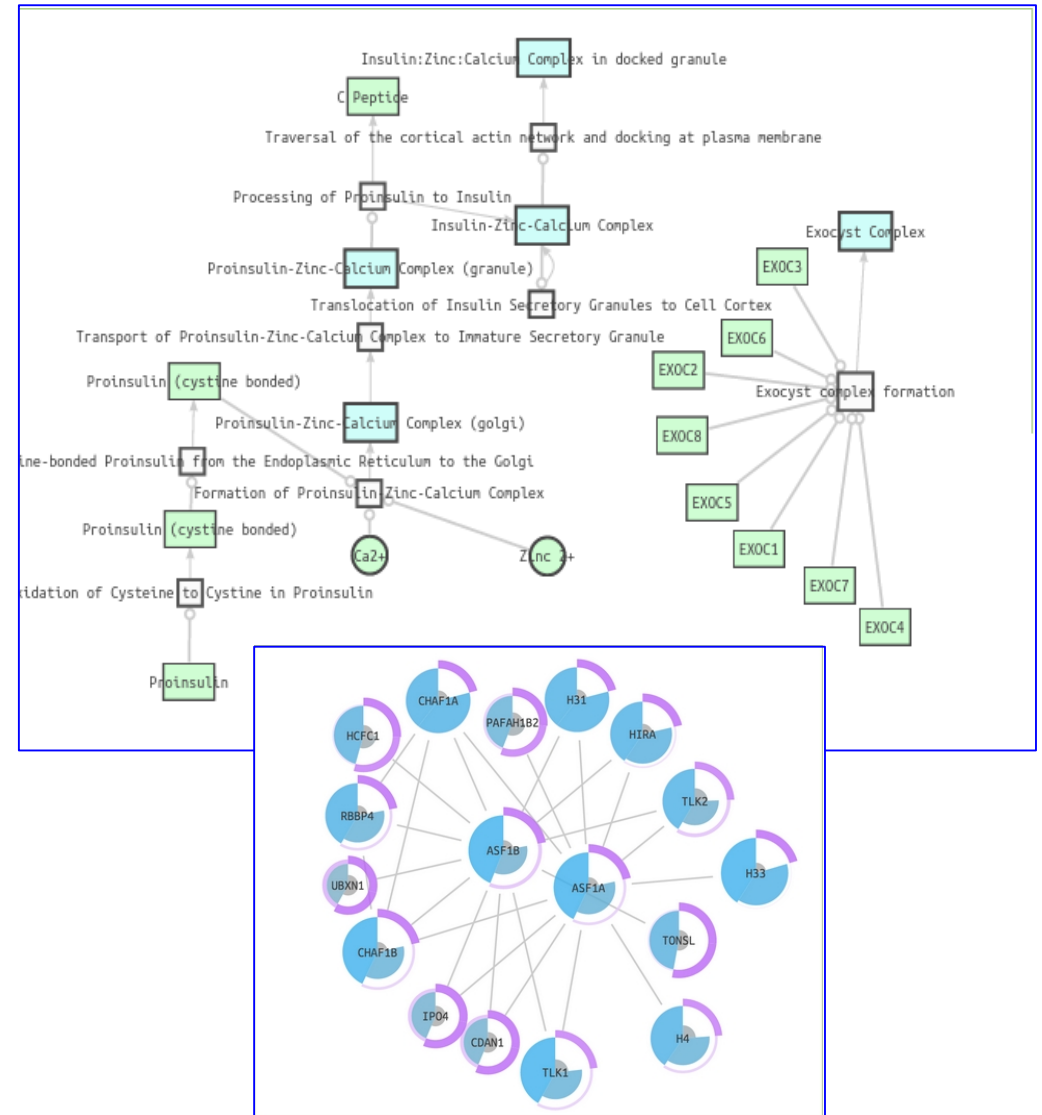 Insulin:Zinc:Calcium Complex in docked granule
C Peptide
Traversal of the cortical actin network and docking at plasma membrane
Processing of Proinsulin to Insulin
Insulin-Zinc-Calcium Complex
Exocyst Complex
EXOC3
Proinsulin-Zinc-Calcium Complex (granule)
Translocation of Insulin Secretory Granules to Cell Cortex
Transport of Proinsulin-Zinc-Calcium Complex to Immature Secretory Granule
EXOC6
EXOC2
Proinsulin (cystine bonded)
Exocyst complex formation
Proinsulin-Zinc-Calcium Complex (golgi)
EXOC8
ine-bonded Proinsulin from the Endoplasmic Reticulum to the Golgi
Formation of Proinsulin-Zinc-Calcium Complex
EXOC5
Proinsulin (cystine bonded)
Ca2+
Zinc 2+
EXOC1
xidation of Cysteine to Cystine in Proinsulin
EXOC7
EXOC4
Proinsulin
CHAF1A
H31
PAFAH1B2
HCFC1
HIRA
TLK2
RBBP4
ASF1B
H33
UBXN1
ASF1A
TONSL
CHAF1B
IPO4
H4
CDAN1
TLK1